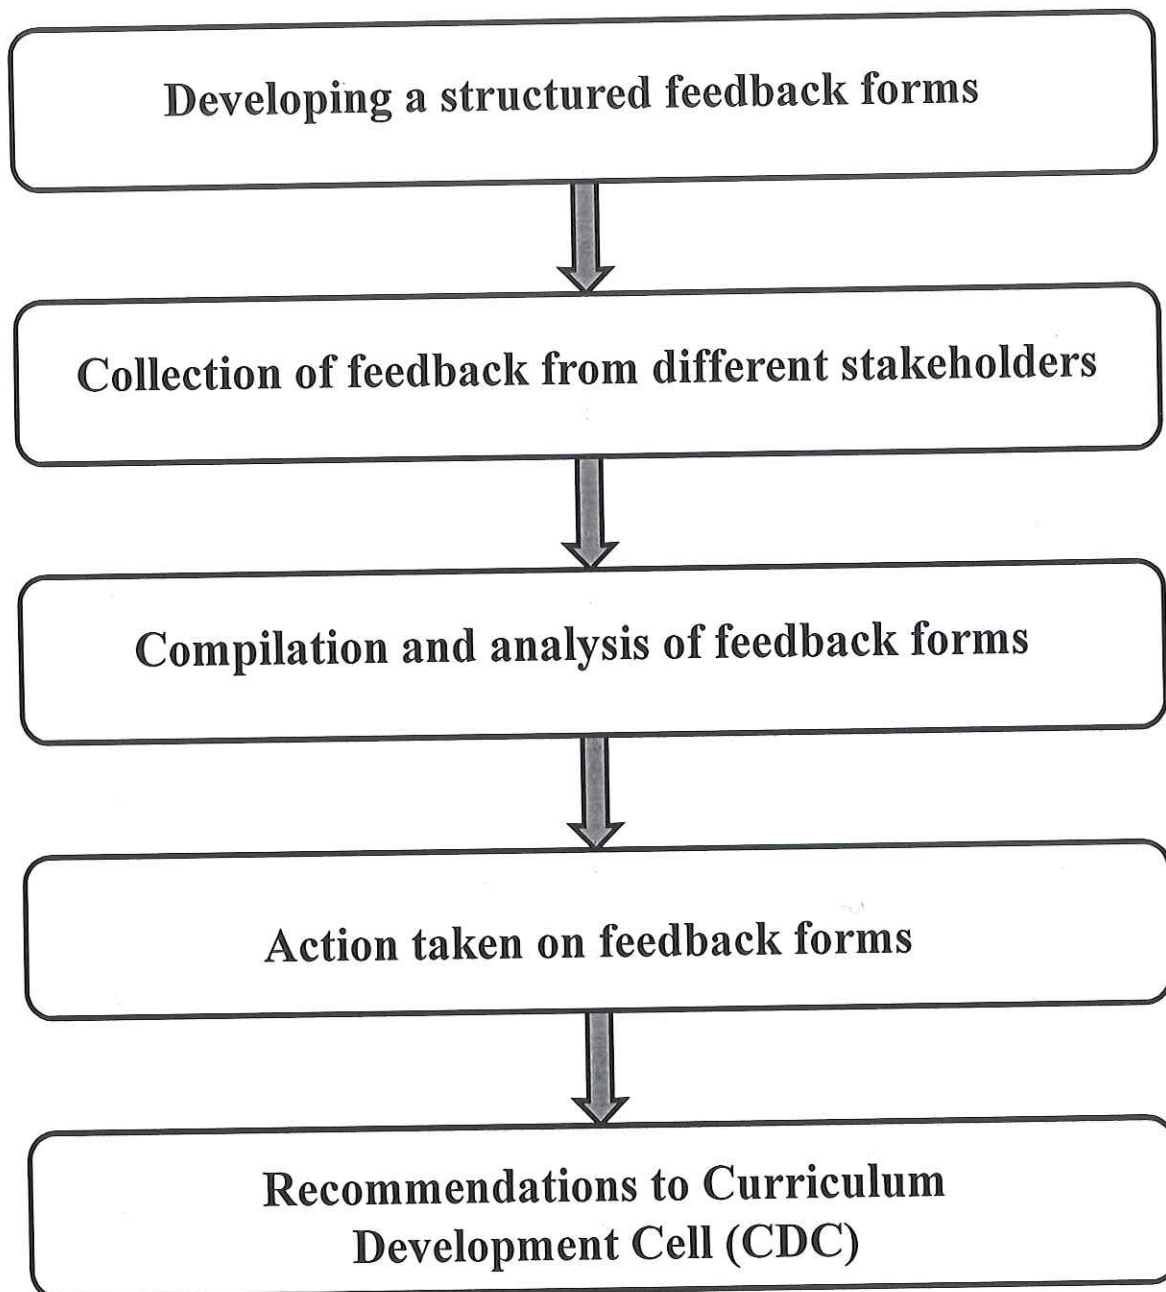 Developing a structured feedback forms
Collection of feedback from different stakeholders
Compilation and analysis of feedback forms
Action taken on feedback forms
Recommendations to Curriculum
Development Cell (CDC)